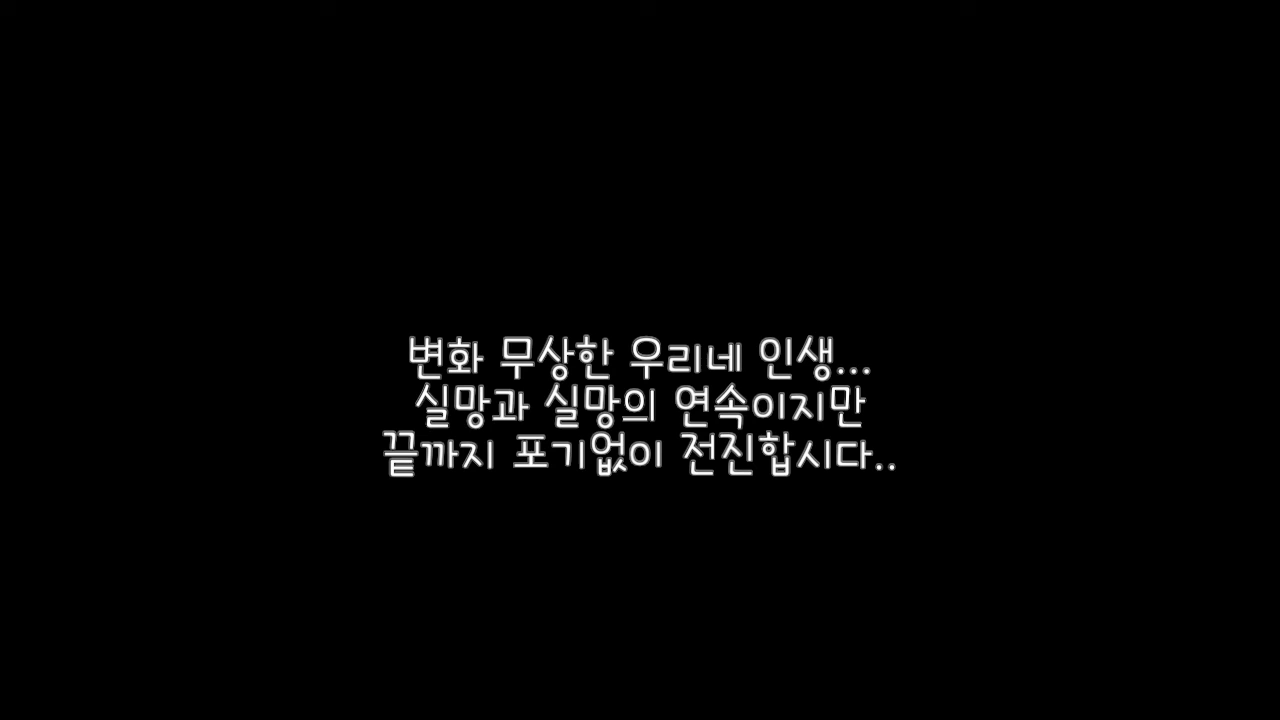 변화 무상한 우리네 인생...
실망과 실망의 연속이지만
끝까지 포기없이 전진합시다..